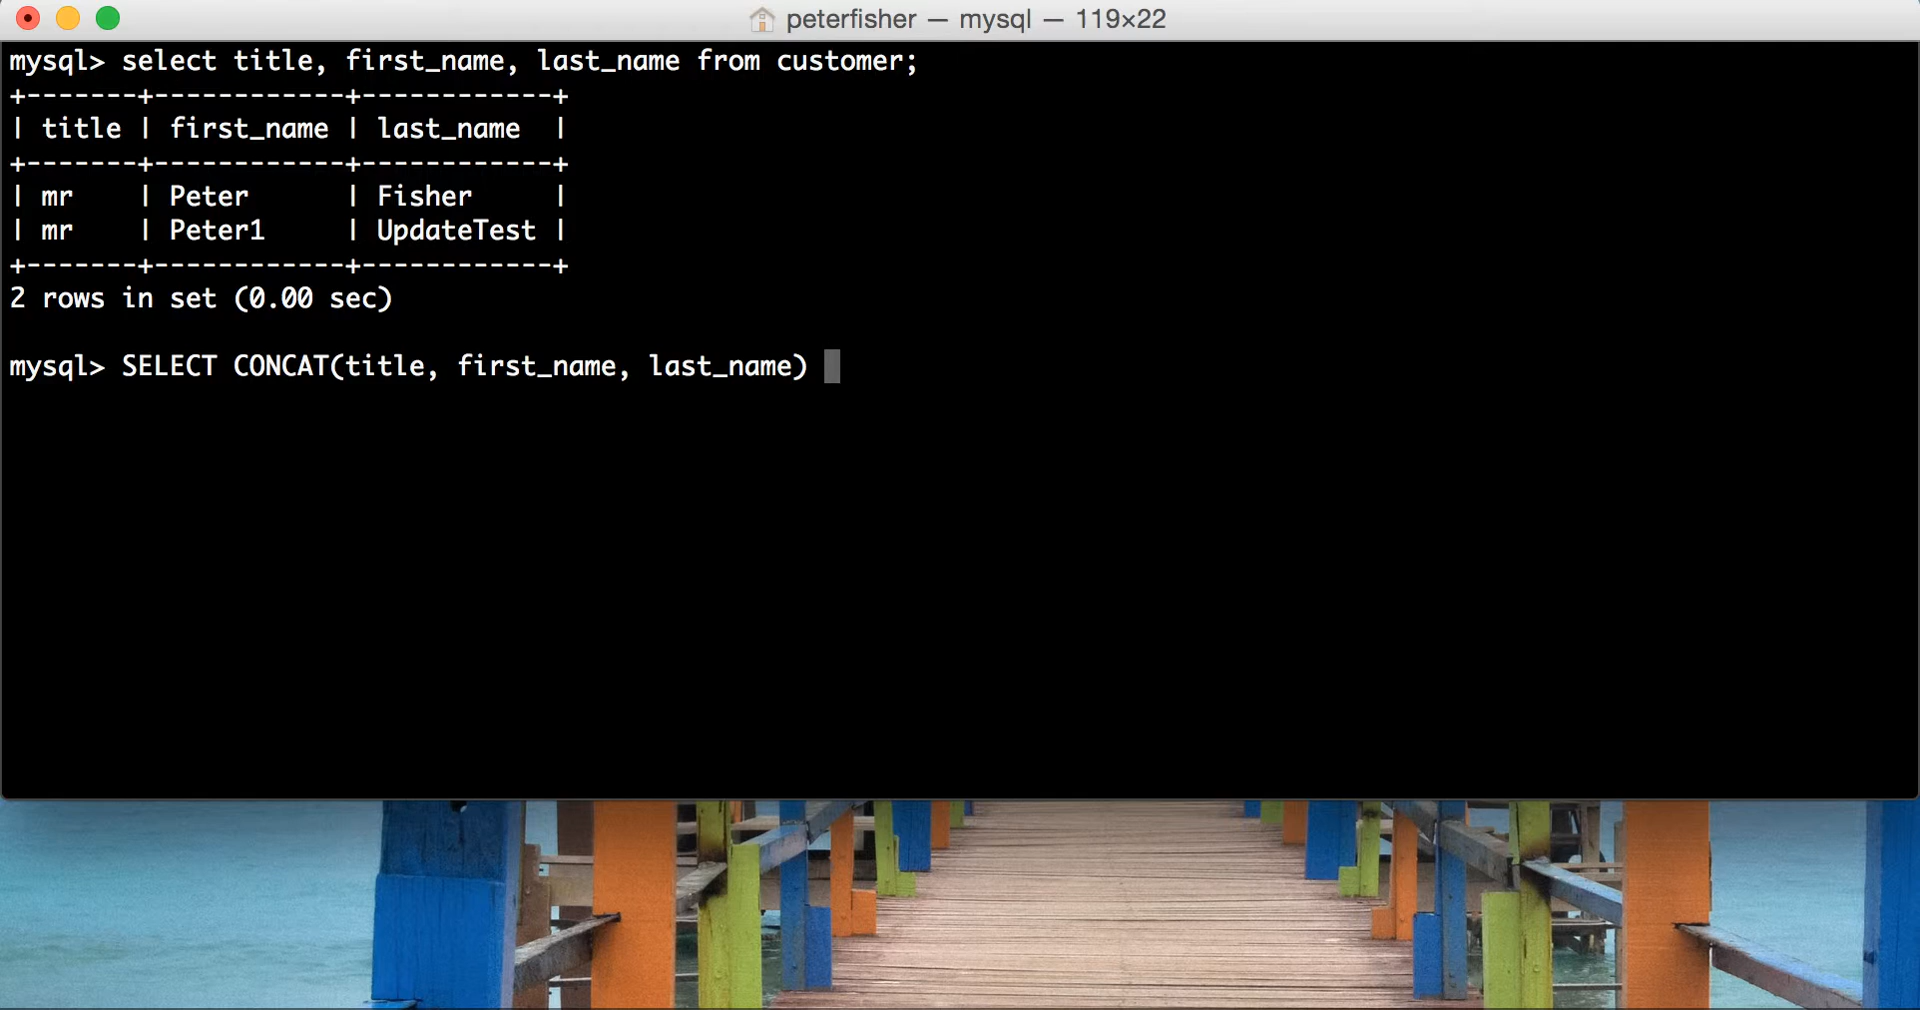 peterfisher — mysql — 119×22
mysql> select title, first_name, last_name from customer;
+-------+------------+------------+
| title | first_name | last_name  |
+-------+------------+------------+
| mr    | Peter      | Fisher     |
| mr    | Peter1     | UpdateTest |
+-------+------------+------------+
2 rows in set (0.00 sec)
mysql> SELECT CONCAT(title, first_name, last_name)